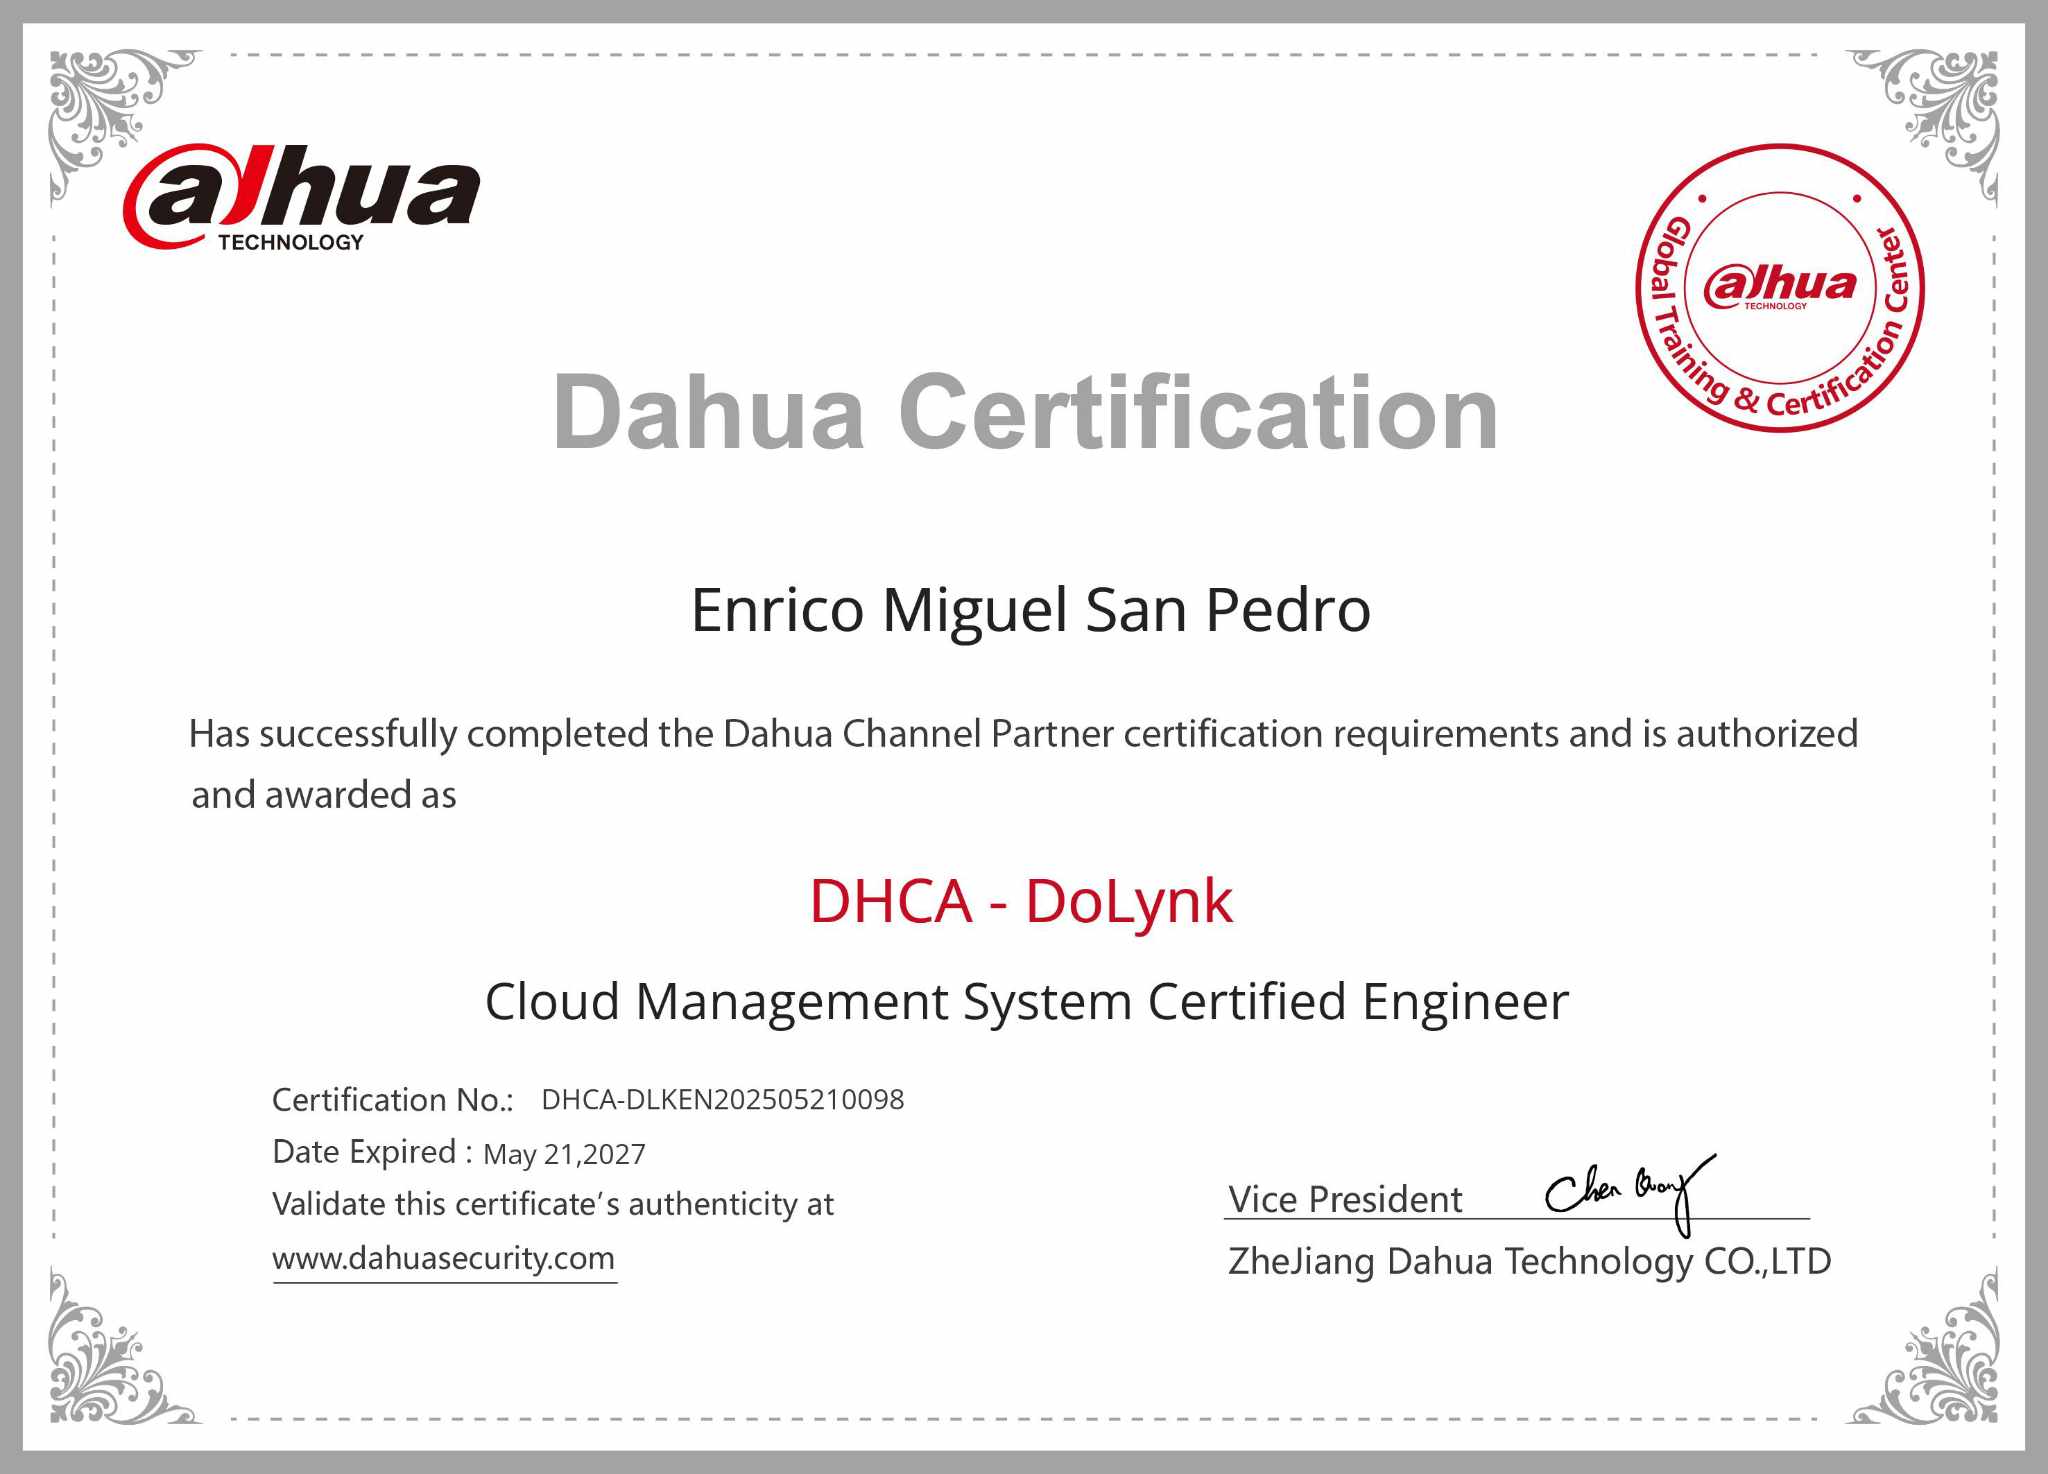 alhua
TECHNOLOGY
Global Training & Certification Center
alhua
TECHNOLOGY
Dahua Certification
Enrico Miguel San Pedro
Has successfully completed the Dahua Channel Partner certification requirements and is authorized
and awarded as
DHCA - DoLynk
Cloud Management System Certified Engineer
Certification No.: DHCA-DLKEN202505210098
Date Expired : May 21,2027
Validate this certificate’s authenticity at
www.dahuasecurity.com
Vice President
ZheJiang Dahua Technology CO.,LTD